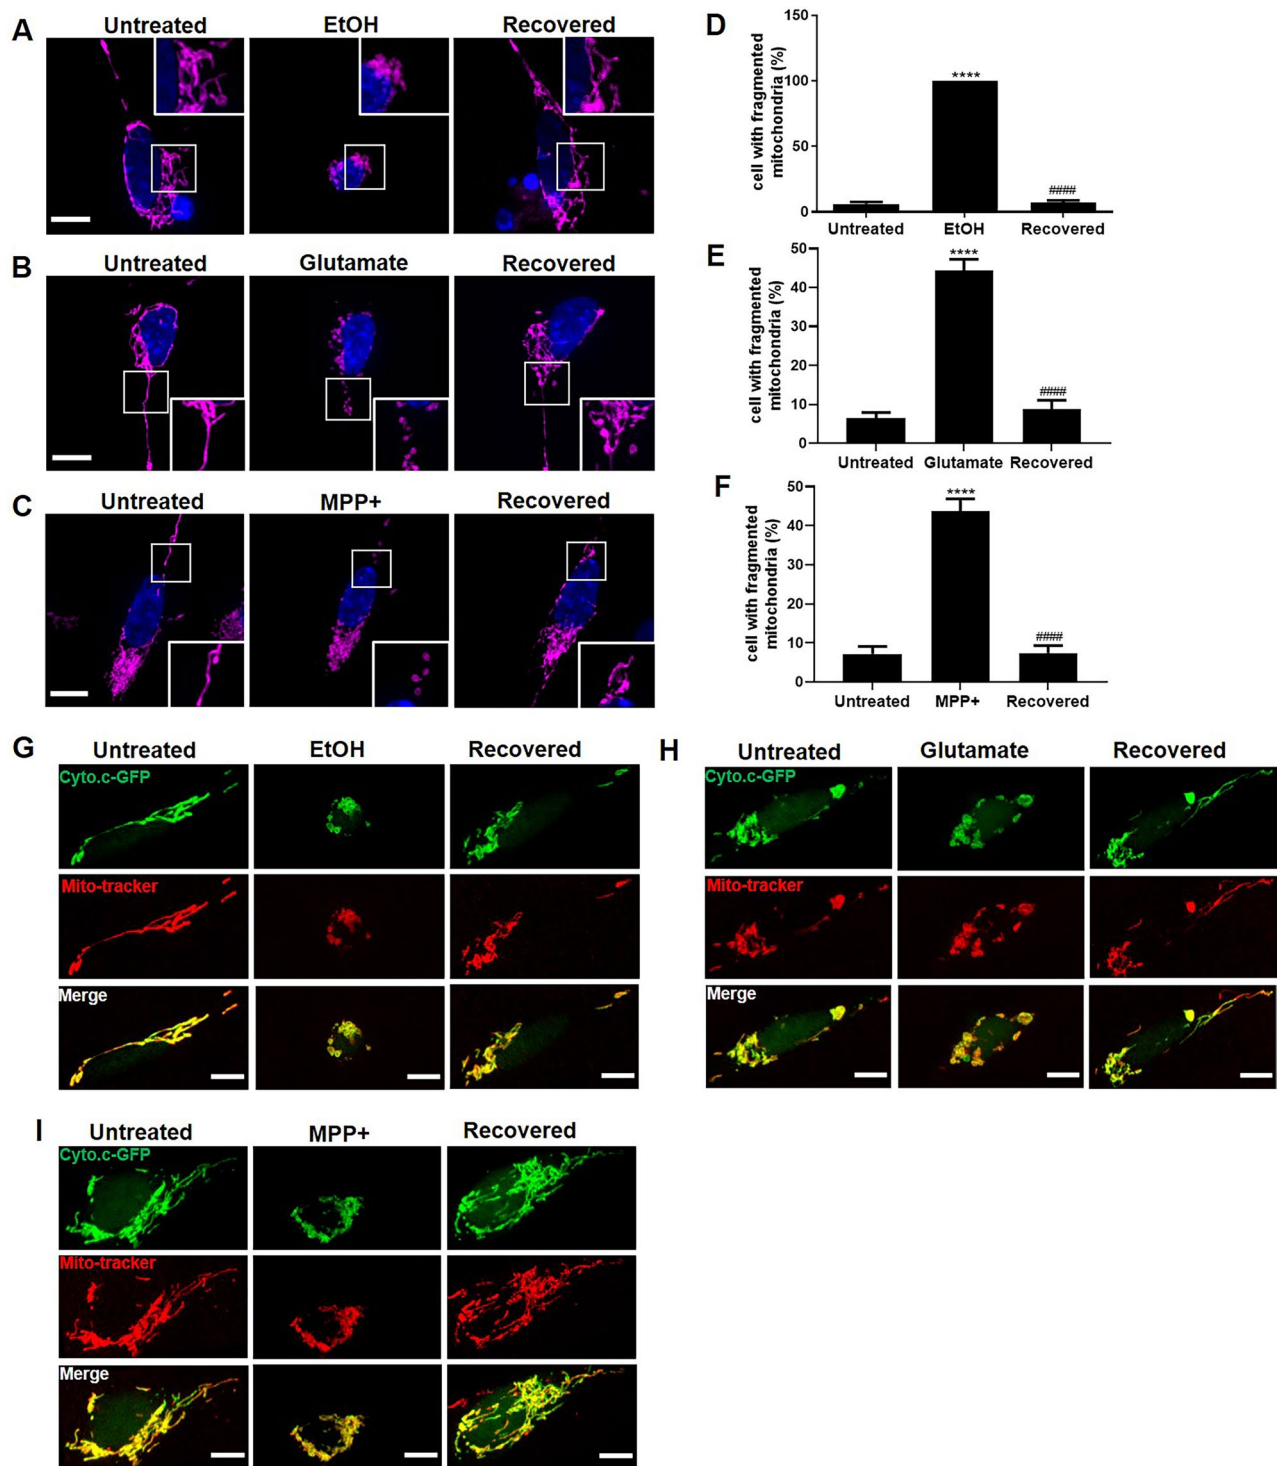 A
Untreated
EtOH
Recovered
B
Untreated
Glutamate
Recovered
C
Untreated
MPP+
Recovered
D
cell with fragmented
mitochondria (%)
150
100
50
0
****
####
Untreated
EtOH
Recovered
E
cell with fragmented
mitochondria (%)
50
40
30
20
10
0
****
####
Untreated
Glutamate
Recovered
F
cell with fragmented
mitochondria (%)
50
40
30
20
10
0
****
####
Untreated
MPP+
Recovered
G
Untreated
EtOH
Recovered
Cyto.c-GFP
Mito-tracker
Merge
H
Untreated
Glutamate
Recovered
Cyto.c-GFP
Mito-tracker
Merge
I
Untreated
MPP+
Recovered
Cyto.c-GFP
Mito-tracker
Merge